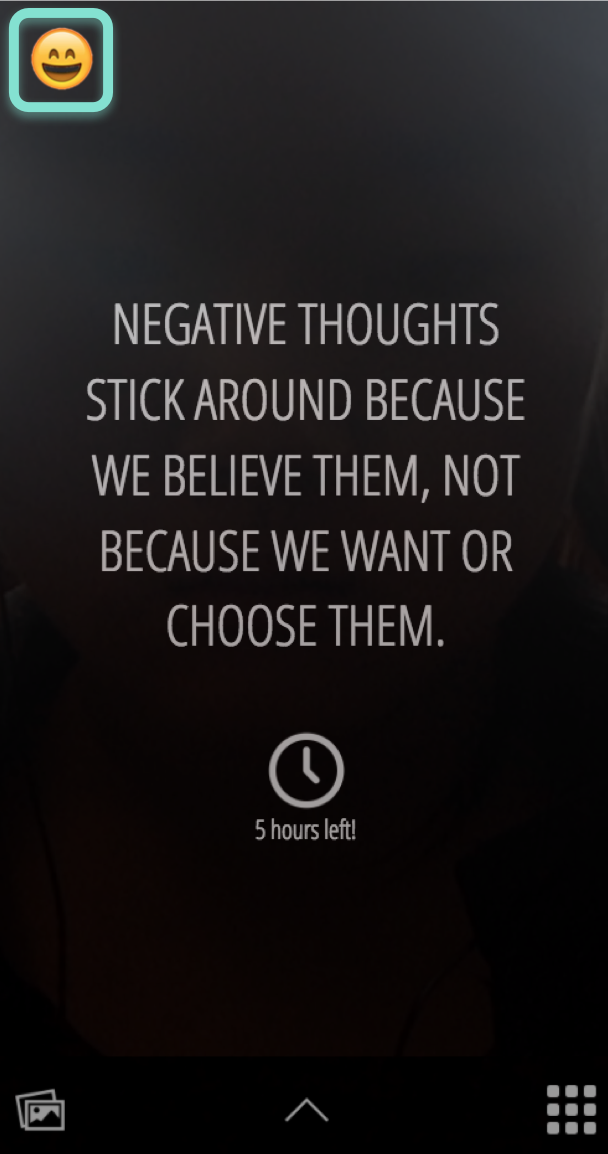 NEGATIVE THOUGHTS
STICK AROUND BECAUSE
WE BELIEVE THEM, NOT
BECAUSE WE WANT OR
CHOOSE THEM.
5 hours left!